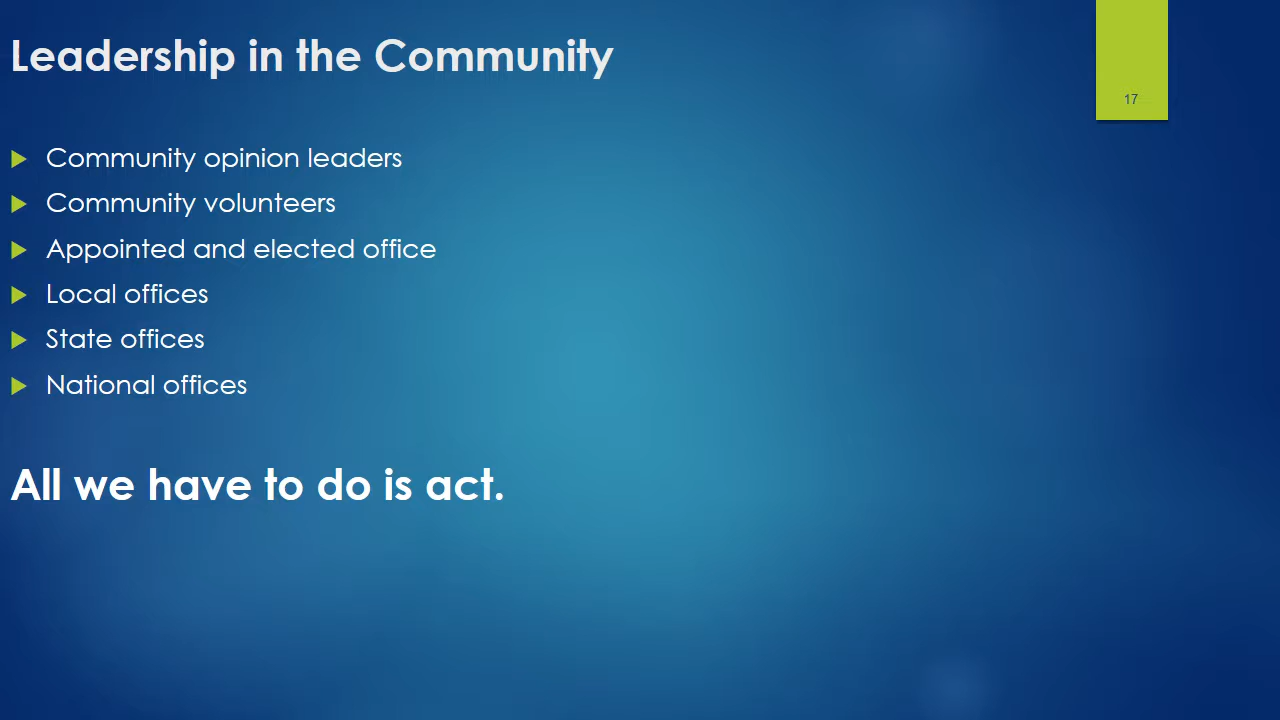 Leadership in the Community
17
Community opinion leaders
Community volunteers
Appointed and elected office
Local offices
State offices
National offices
All we have to do is act.